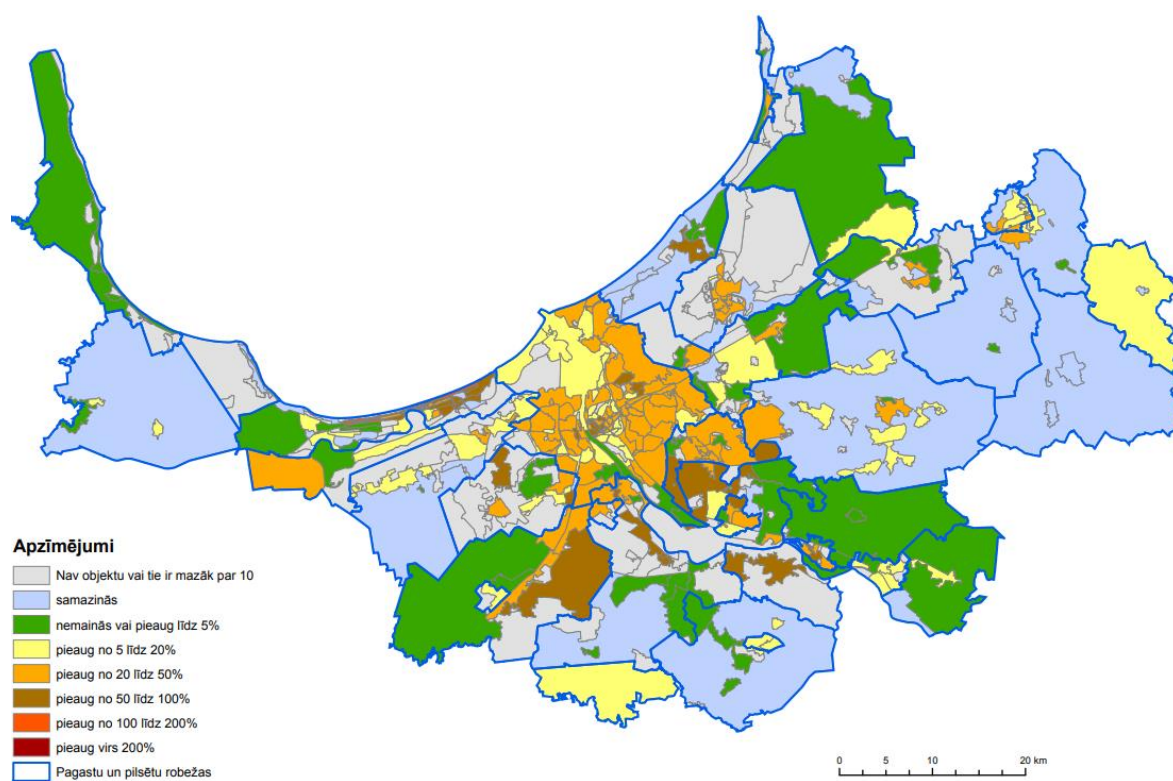 Apzīmējumi
Nav objektu vai tie ir mazāk par 10
samazinās
nemainās vai pieaug līdz 5%
pieaug no 5 līdz 20%
pieaug no 20 līdz 50%
pieaug no 50 līdz 100%
pieaug no 100 līdz 200%
pieaug virs 200%
Pagastu un pilsētu robežas
0 5 10 20 km